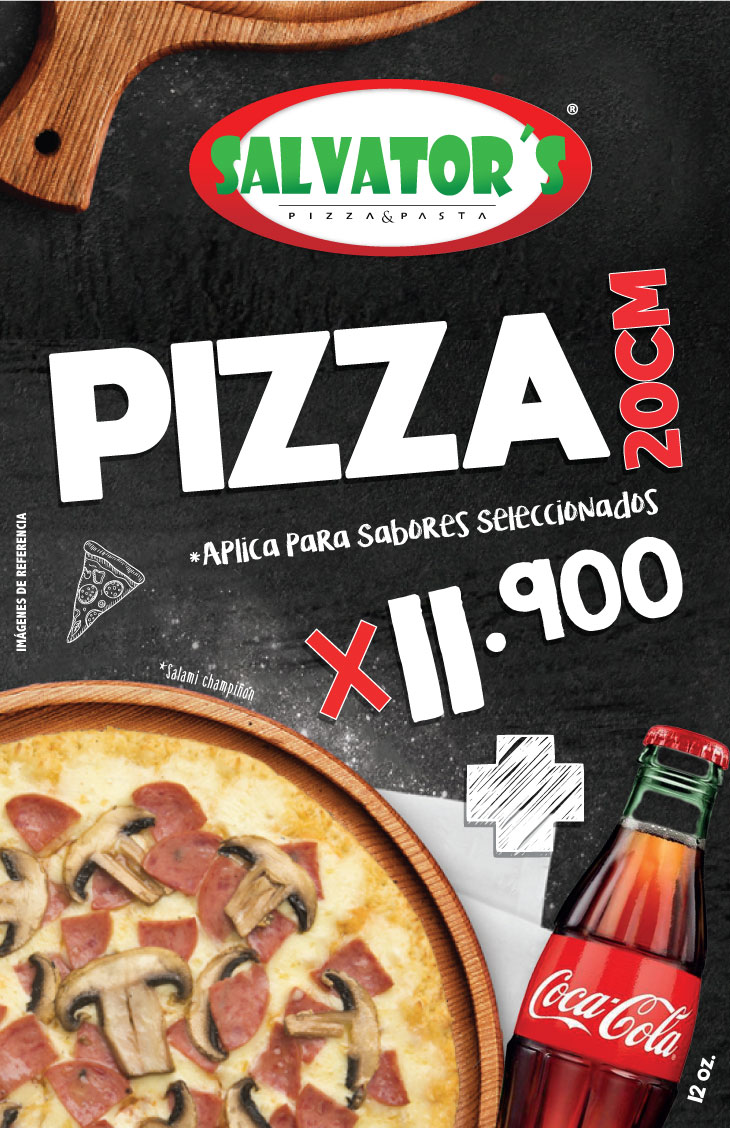 SALVATOR´S®
PIZZA&PASTA
PIZZA
20CM
*APLICA PARA SABORES SELECCIONADOS
X 11.900
IMÁGENES DE REFERENCIA
*Salami champiñón
Coca-Cola
12 OZ.